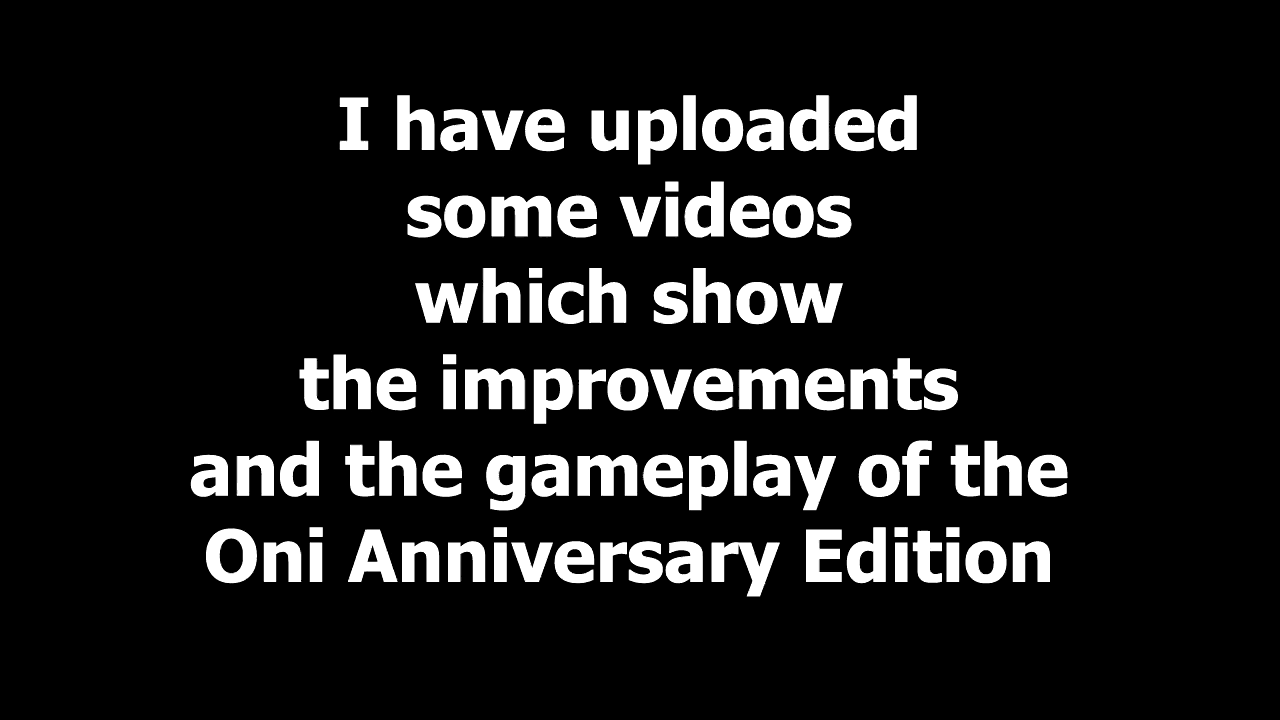 I have uploaded
some videos
which show
the improvements
and the gameplay of the
Oni Anniversary Edition